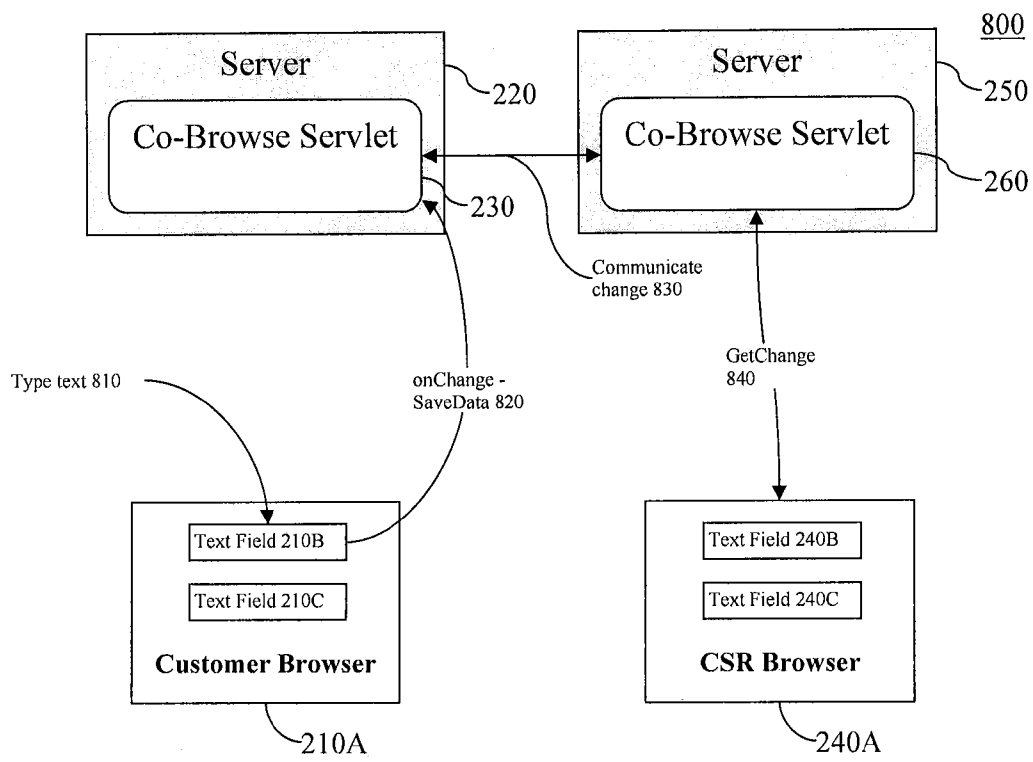 800
Server
220
Co-Browse Servlet
230
Server
250
Co-Browse Servlet
260
Communicate
change 830
Type text 810
onChange -
SaveData 820
GetChange
840
Text Field 210B
Text Field 210C
Customer Browser
210A
Text Field 240B
Text Field 240C
CSR Browser
240A